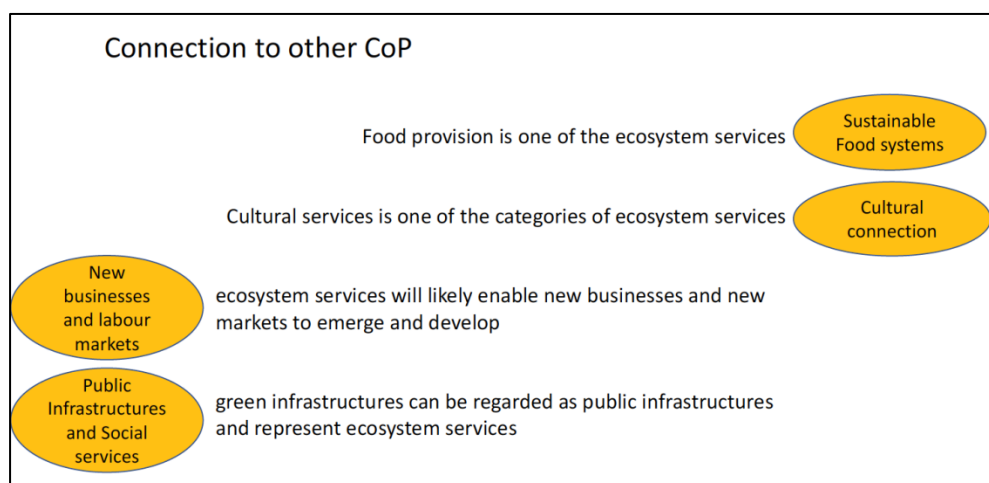 Connection to other CoP
Food provision is one of the ecosystem services
Sustainable
Food systems
Cultural services is one of the categories of ecosystem services
Cultural
connection
New
businesses
and labour
markets
ecosystem services will likely enable new businesses and new
markets to emerge and develop
Public
Infrastructures
and Social
services
green infrastructures can be regarded as public infrastructures
and represent ecosystem services